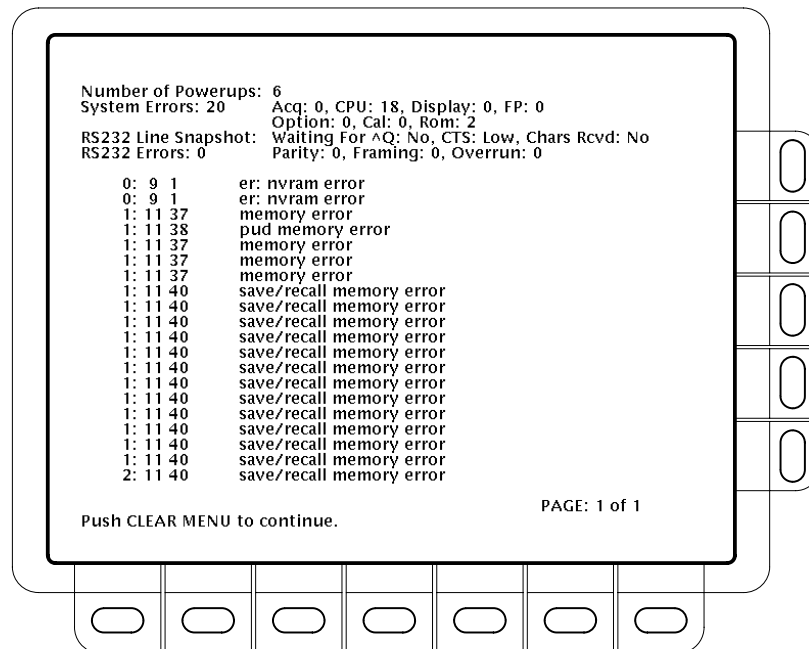 Number of Powerups: 6
System Errors: 20 Acq: 0, CPU: 18, Display: 0, FP: 0
Option: 0, Cal: 0, Rom: 2
RS232 Line Snapshot: Waiting For ^Q: No, CTS: Low, Chars Rcvd: No
RS232 Errors: 0 Parity: 0, Framing: 0, Overrun: 0
0: 9 1 er: nvram error
0: 9 1 er: nvram error
1: 11 37 memory error
1: 11 38 pud memory error
1: 11 37 memory error
1: 11 37 memory error
1: 11 37 memory error
1: 11 40 save/recall memory error
1: 11 40 save/recall memory error
1: 11 40 save/recall memory error
1: 11 40 save/recall memory error
1: 11 40 save/recall memory error
1: 11 40 save/recall memory error
1: 11 40 save/recall memory error
1: 11 40 save/recall memory error
1: 11 40 save/recall memory error
1: 11 40 save/recall memory error
1: 11 40 save/recall memory error
1: 11 40 save/recall memory error
2: 11 40 save/recall memory error
PAGE: 1 of 1
Push CLEAR MENU to continue.